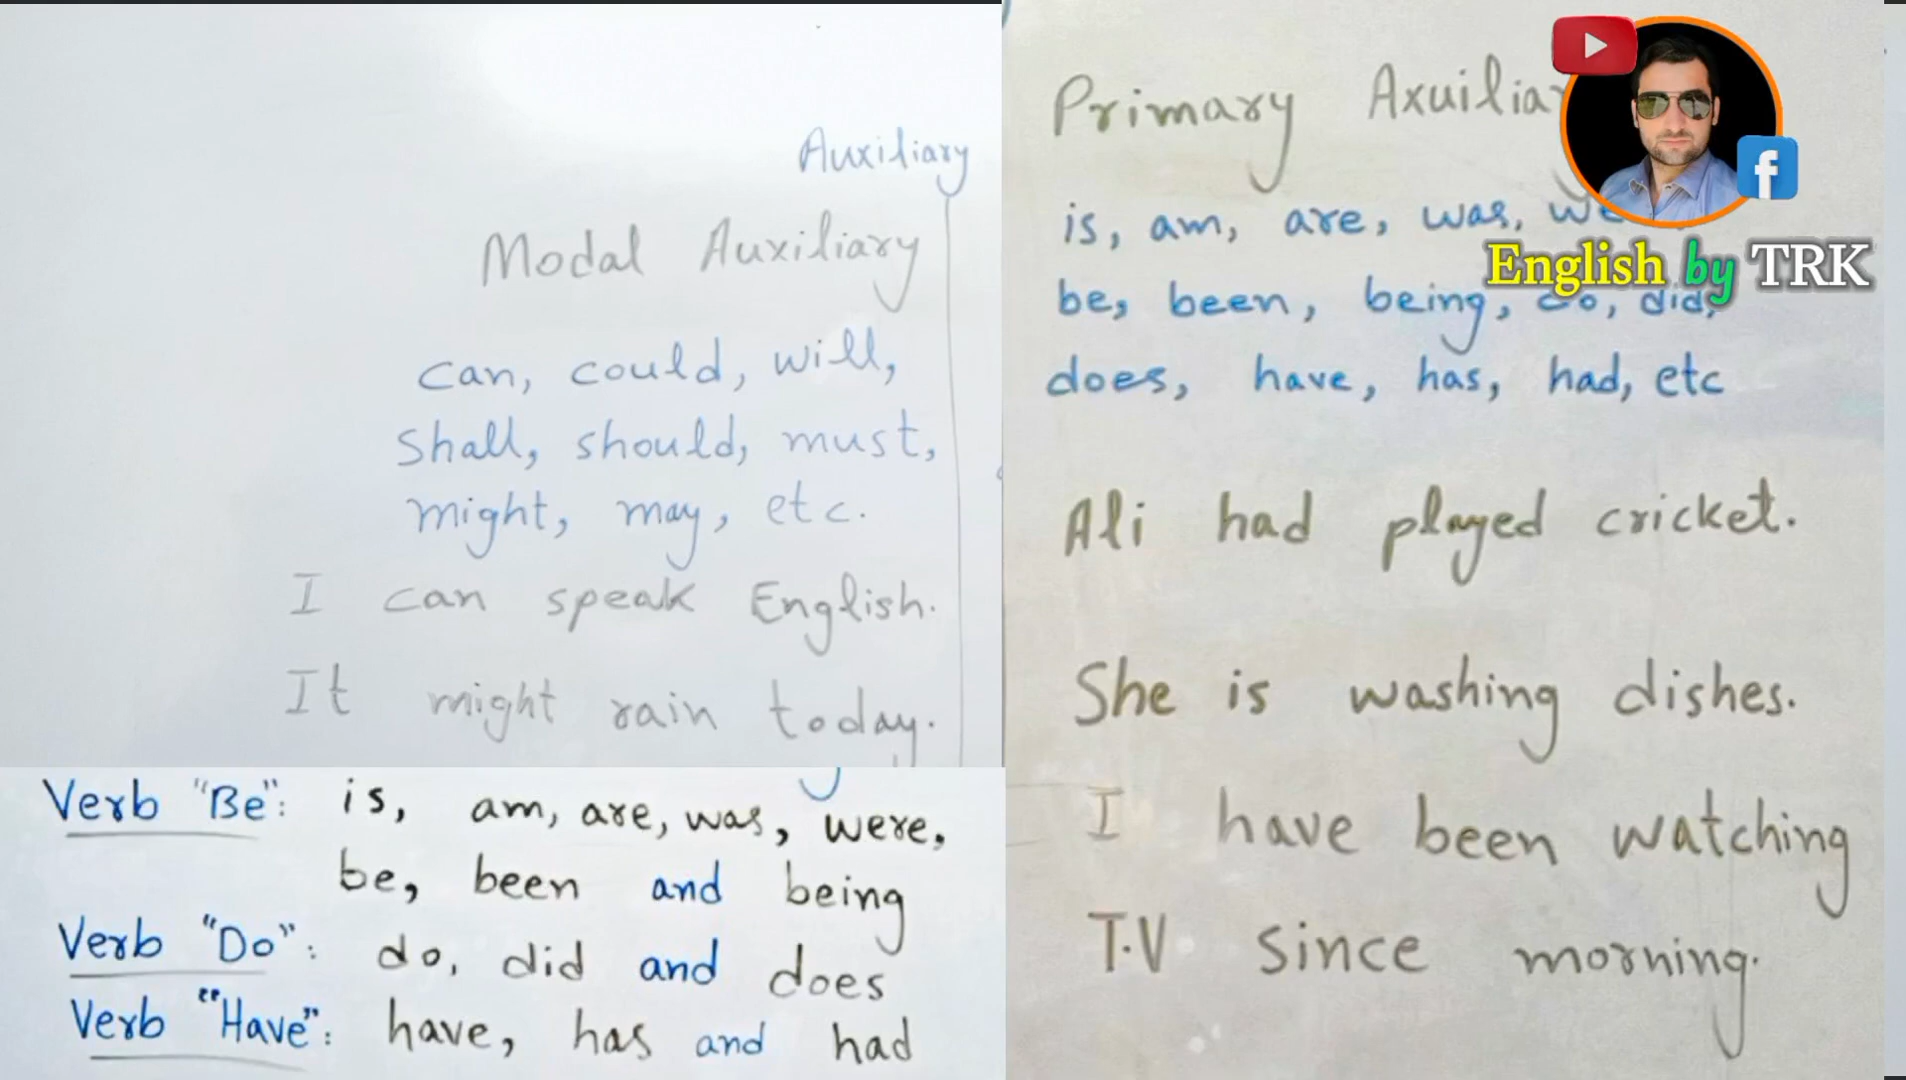 Auxiliary
Modal Auxiliary
can, could, will,
shall, should, must,
might, may, etc.
I can speak English.
It might rain today.
Verb "Be": is, am, are, was, were,
be, been and being
Verb "Do": do, did and does
Verb "Have": have, has and had
Primary
is, am, are, was,
be, been, being, do, did,
does, have, has, had, etc
Ali had played cricket.
She is washing dishes.
I have been watching
T.V since morning.
f
English by TRK